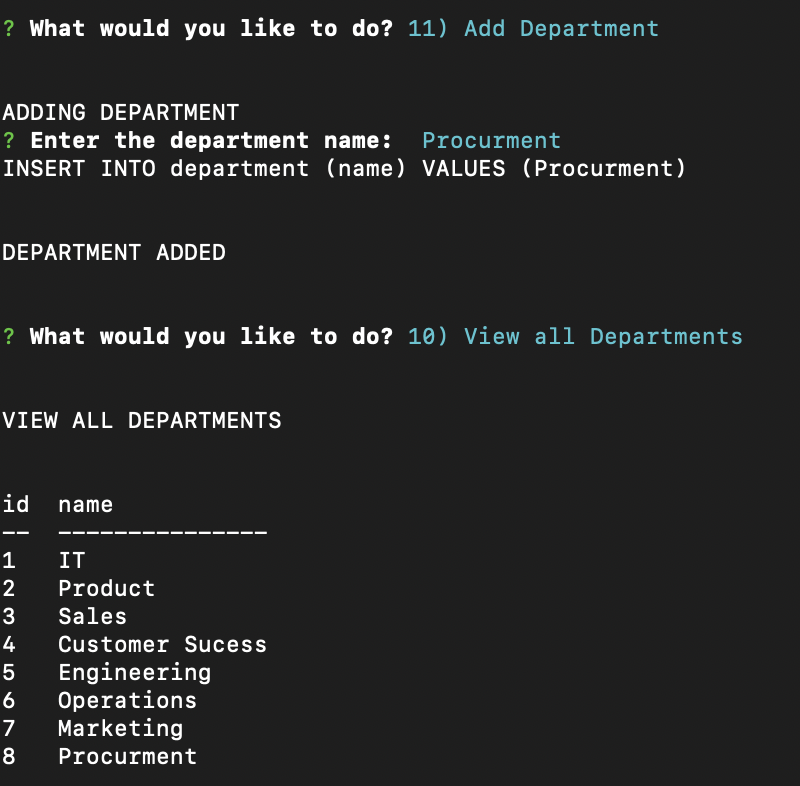 ? What would you like to do? 11) Add Department
ADDING DEPARTMENT
? Enter the department name:  Procurment
INSERT INTO department (name) VALUES (Procurment)
DEPARTMENT ADDED
? What would you like to do? 10) View all Departments
VIEW ALL DEPARTMENTS
id  name
--  ---------------
1   IT
2   Product
3   Sales
4   Customer Sucess
5   Engineering
6   Operations
7   Marketing
8   Procurment